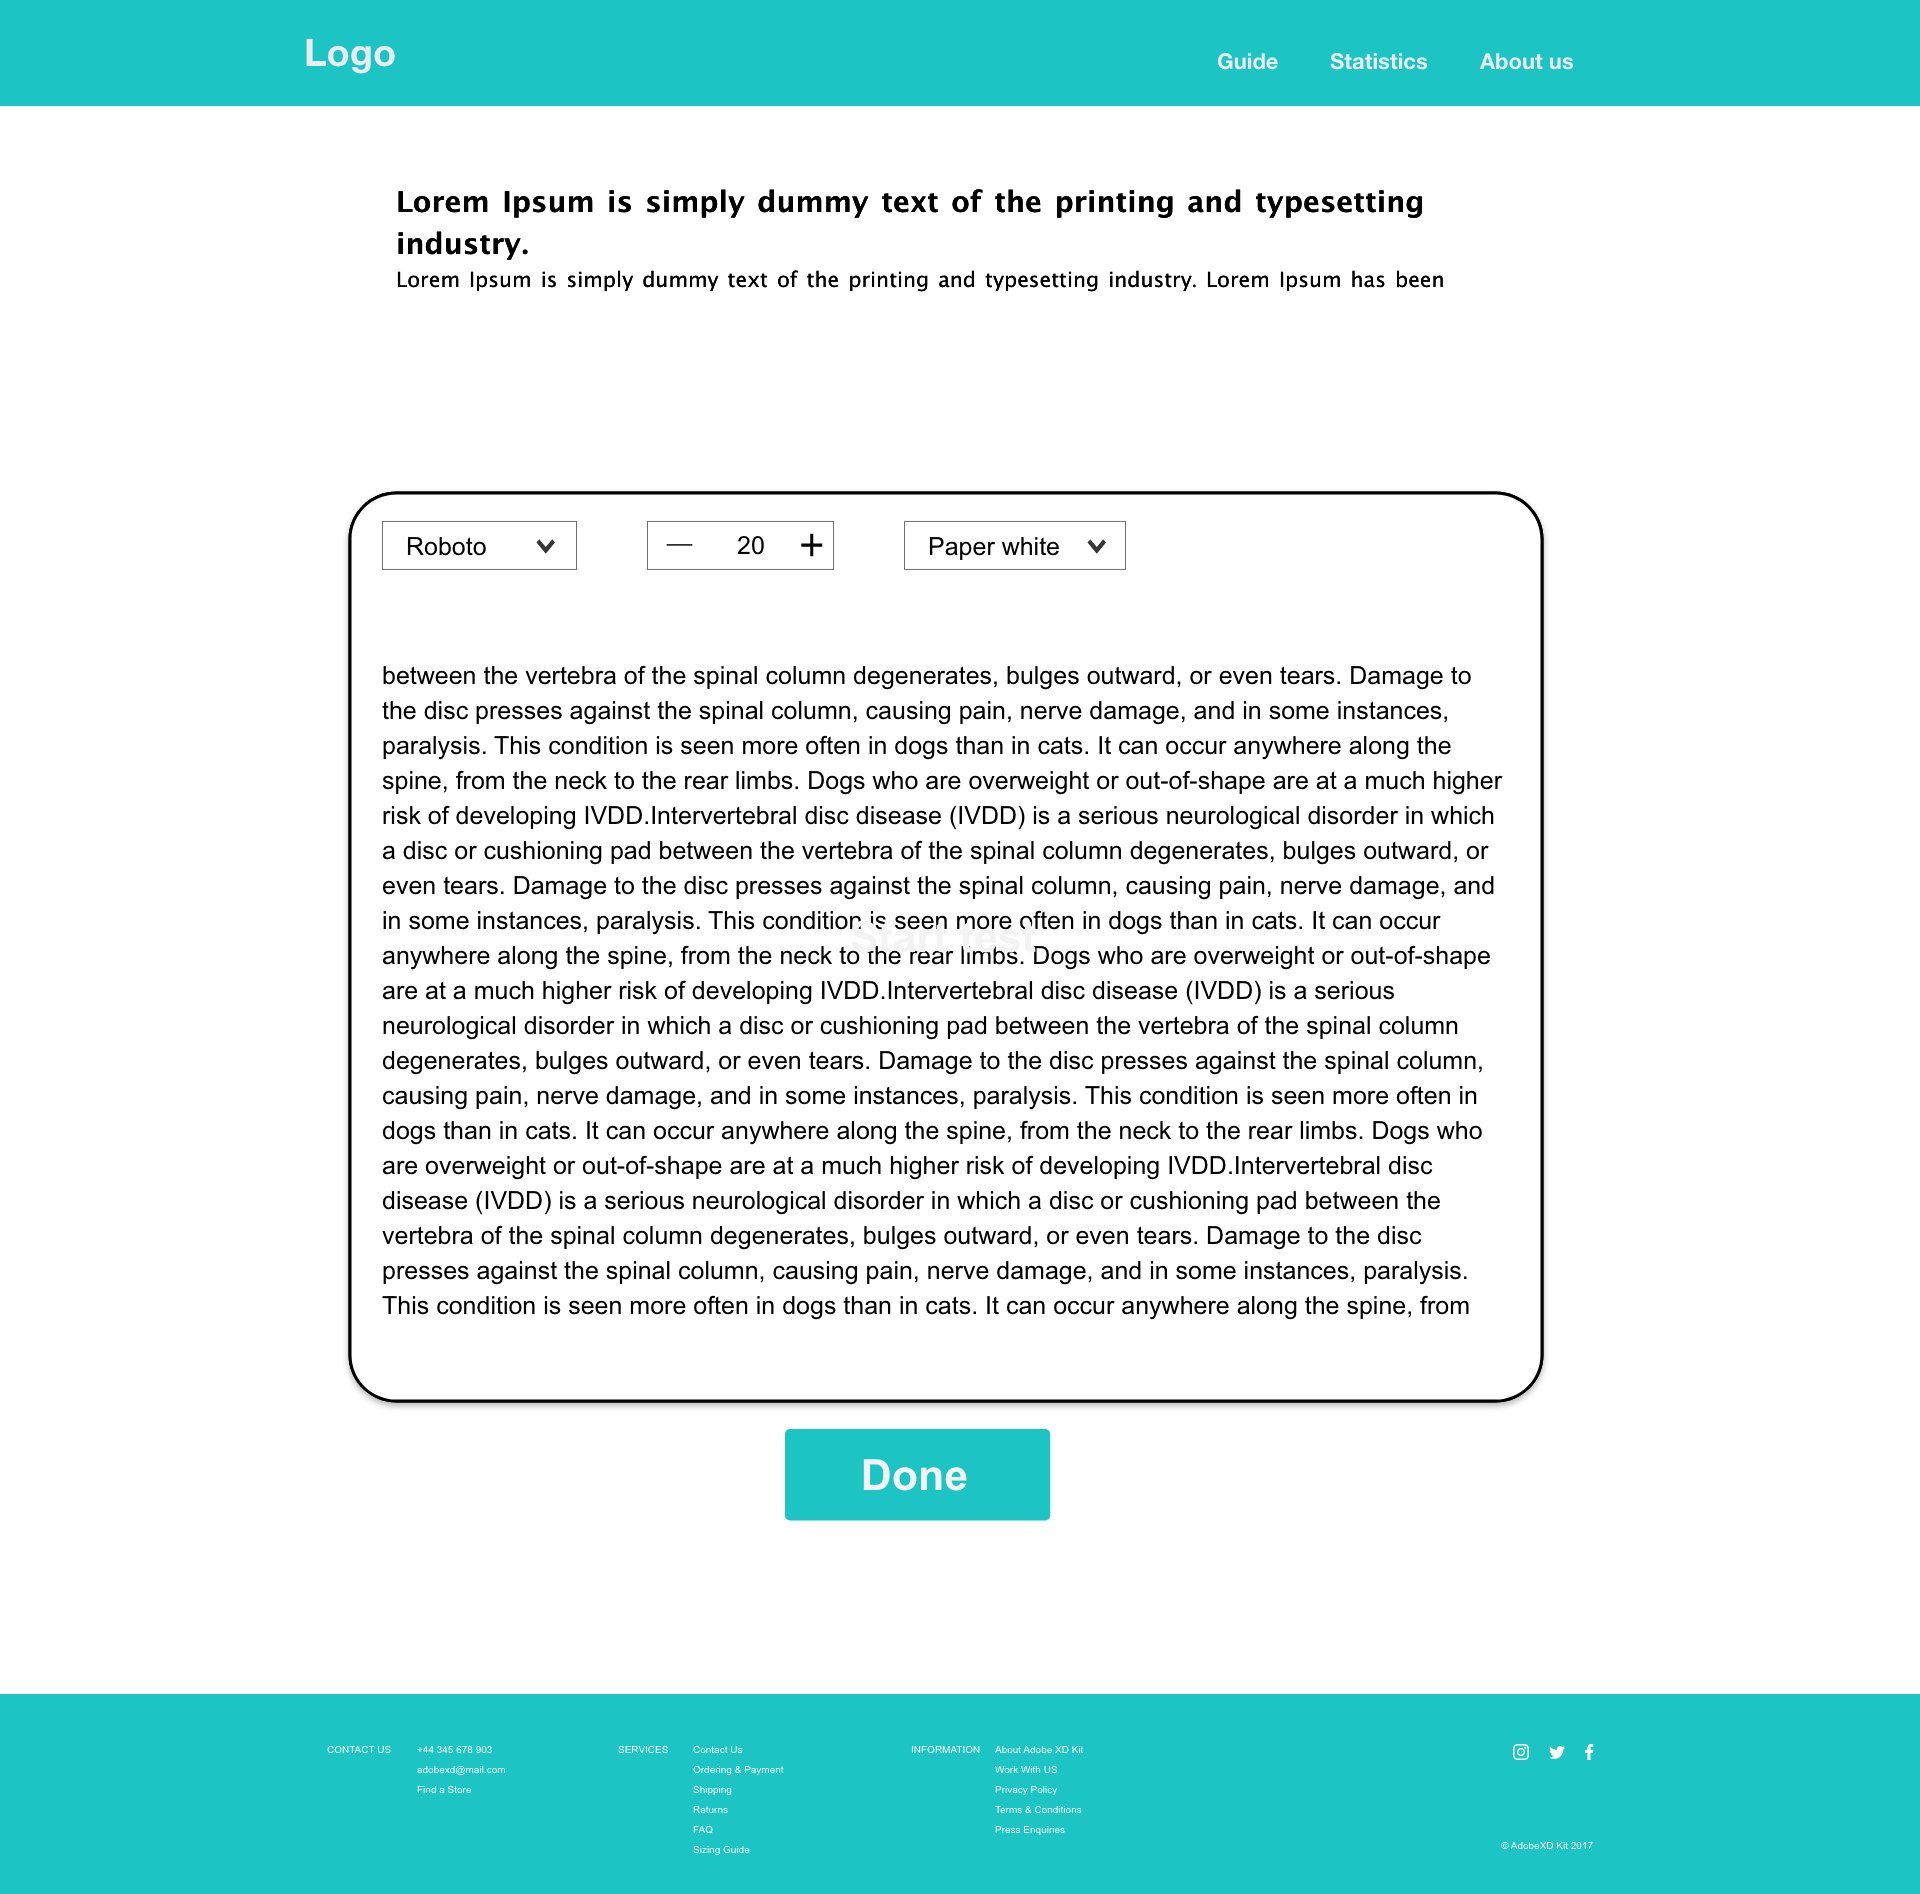 Logo
Guide Statistics About us
Lorem Ipsum is simply dummy text of the printing and typesetting
industry.
Lorem Ipsum is simply dummy text of the printing and typesetting industry. Lorem Ipsum has been
Roboto 20 Paper white
between the vertebra of the spinal column degenerates, bulges outward, or even tears. Damage to
the disc presses against the spinal column, causing pain, nerve damage, and in some instances,
paralysis. This condition is seen more often in dogs than in cats. It can occur anywhere along the
spine, from the neck to the rear limbs. Dogs who are overweight or out-of-shape are at a much higher
risk of developing IVDD.Intervertebral disc disease (IVDD) is a serious neurological disorder in which
a disc or cushioning pad between the vertebra of the spinal column degenerates, bulges outward, or
even tears. Damage to the disc presses against the spinal column, causing pain, nerve damage, and
in some instances, paralysis. This condition is seen more often in dogs than in cats. It can occur
Start test
anywhere along the spine, from the neck to the rear limbs. Dogs who are overweight or out-of-shape
are at a much higher risk of developing IVDD.Intervertebral disc disease (IVDD) is a serious
neurological disorder in which a disc or cushioning pad between the vertebra of the spinal column
degenerates, bulges outward, or even tears. Damage to the disc presses against the spinal column,
causing pain, nerve damage, and in some instances, paralysis. This condition is seen more often in
dogs than in cats. It can occur anywhere along the spine, from the neck to the rear limbs. Dogs who
are overweight or out-of-shape are at a much higher risk of developing IVDD.Intervertebral disc
disease (IVDD) is a serious neurological disorder in which a disc or cushioning pad between the
vertebra of the spinal column degenerates, bulges outward, or even tears. Damage to the disc
presses against the spinal column, causing pain, nerve damage, and in some instances, paralysis.
This condition is seen more often in dogs than in cats. It can occur anywhere along the spine, from
Done
CONTACT US
+44 345 678 903
adobexd@mail.com
Find a Store
SERVICES
Contact Us
Ordering & Payment
Shipping
Returns
FAQ
Sizing Guide
INFORMATION
About Adobe XD Kit
Work With US
Privacy Policy
Terms & Conditions
Press Enquiries
© AdobeXD Kit 2017